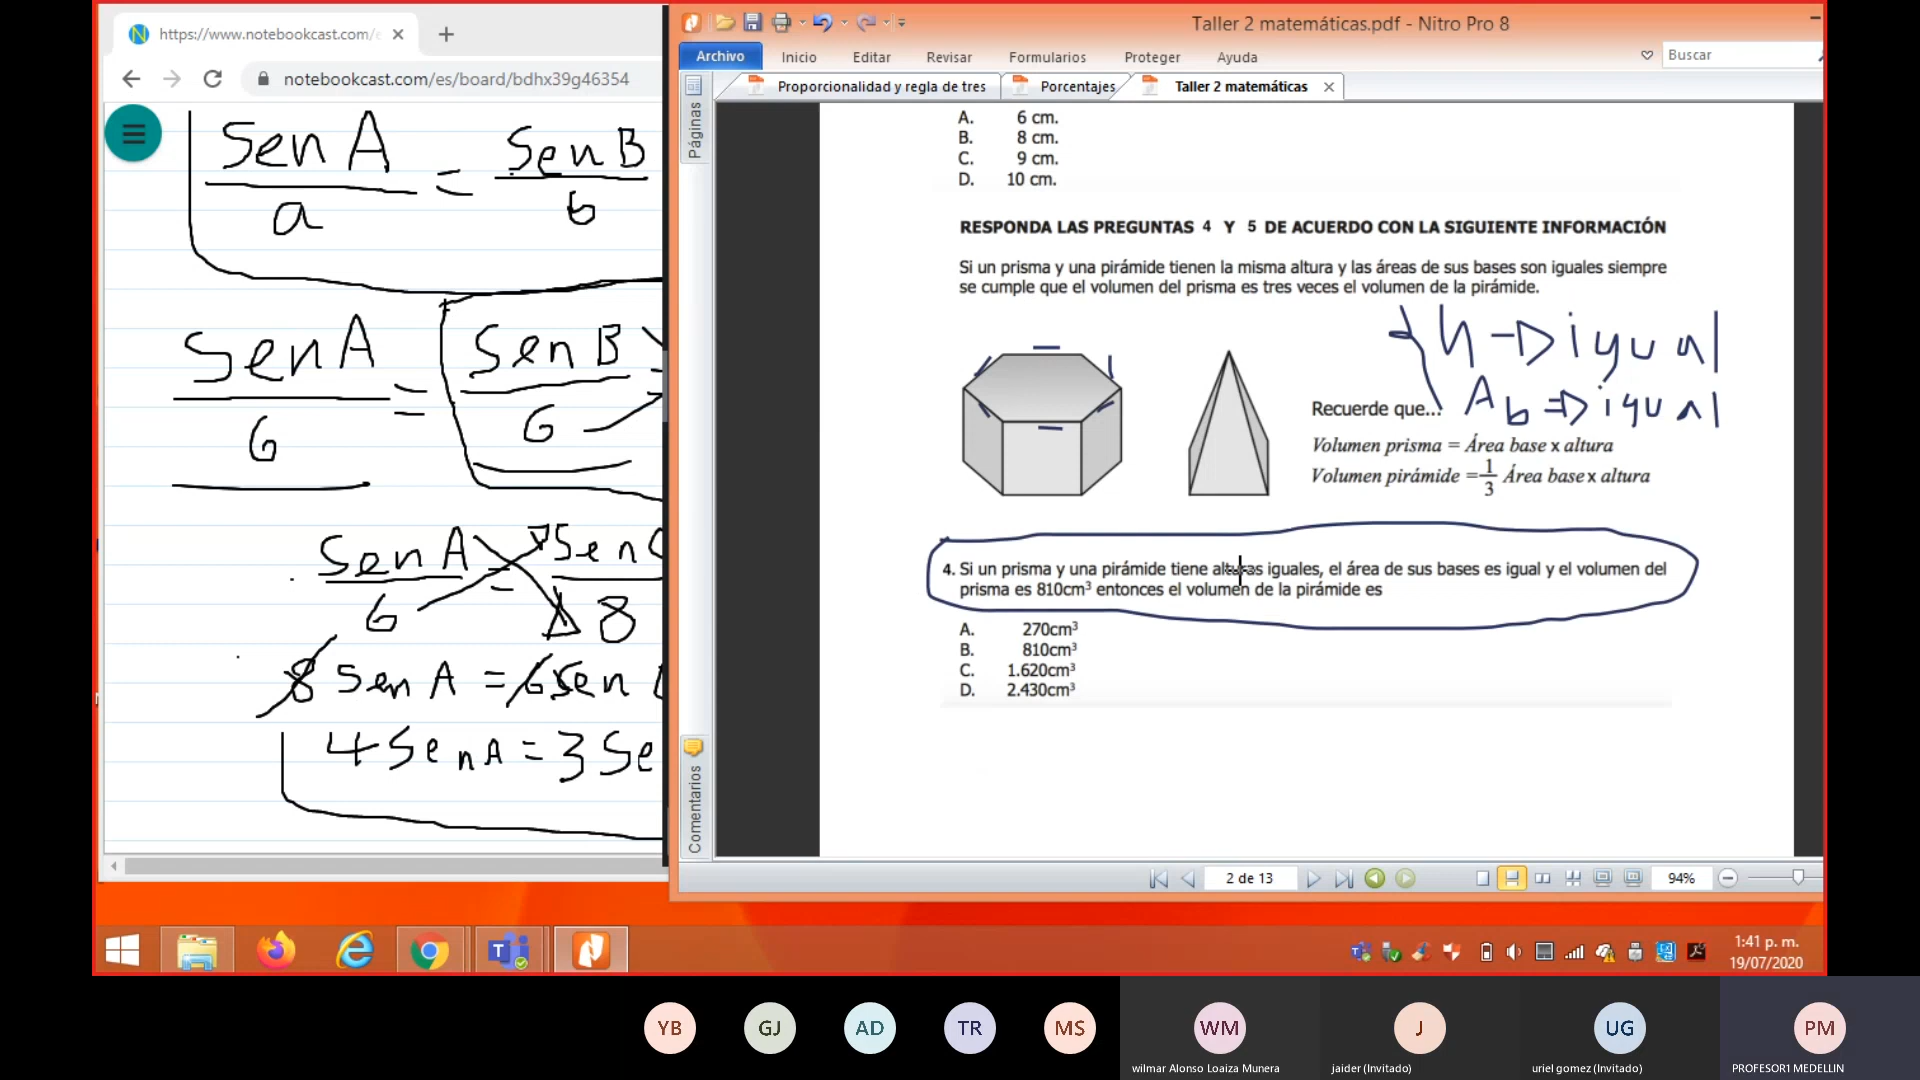 https://www.notebookcast.com/e
notebookcast.com/es/board/bdhx39g46354
Sen A
a
=
Sen B
b
Sen A
6
=
Sen B
6
Sen A
6
=
Sen C
8
8 Sen A = 6 Sen
4 Sen A = 3 Se
Taller 2 matemáticas.pdf - Nitro Pro 8
Archivo Inicio Editar Revisar Formularios Proteger Ayuda
Buscar
Proporcionalidad y regla de tres Porcentajes Taller 2 matemáticas
Páginas
Comentarios
A. 6 cm.
B. 8 cm.
C. 9 cm.
D. 10 cm.
RESPONDA LAS PREGUNTAS 4 Y 5 DE ACUERDO CON LA SIGUIENTE INFORMACIÓN
Si un prisma y una pirámide tienen la misma altura y las áreas de sus bases son iguales siempre
se cumple que el volumen del prisma es tres veces el volumen de la pirámide.
h → igual
Ab ⇒ igual
Recuerde que...
Volumen prisma = Área base x altura
Volumen pirámide = 1/3 Área base x altura
4. Si un prisma y una pirámide tiene alturas iguales, el área de sus bases es igual y el volumen del
prisma es 810cm³ entonces el volumen de la pirámide es
A. 270cm³
B. 810cm³
C. 1.620cm³
D. 2.430cm³
2 de 13
94%
1:41 p. m.
19/07/2020
YB GJ AD TR MS WM J UG PM
wilmar Alonso Loaiza Munera jaider (Invitado) uriel gomez (Invitado) PROFESOR1 MEDELLIN